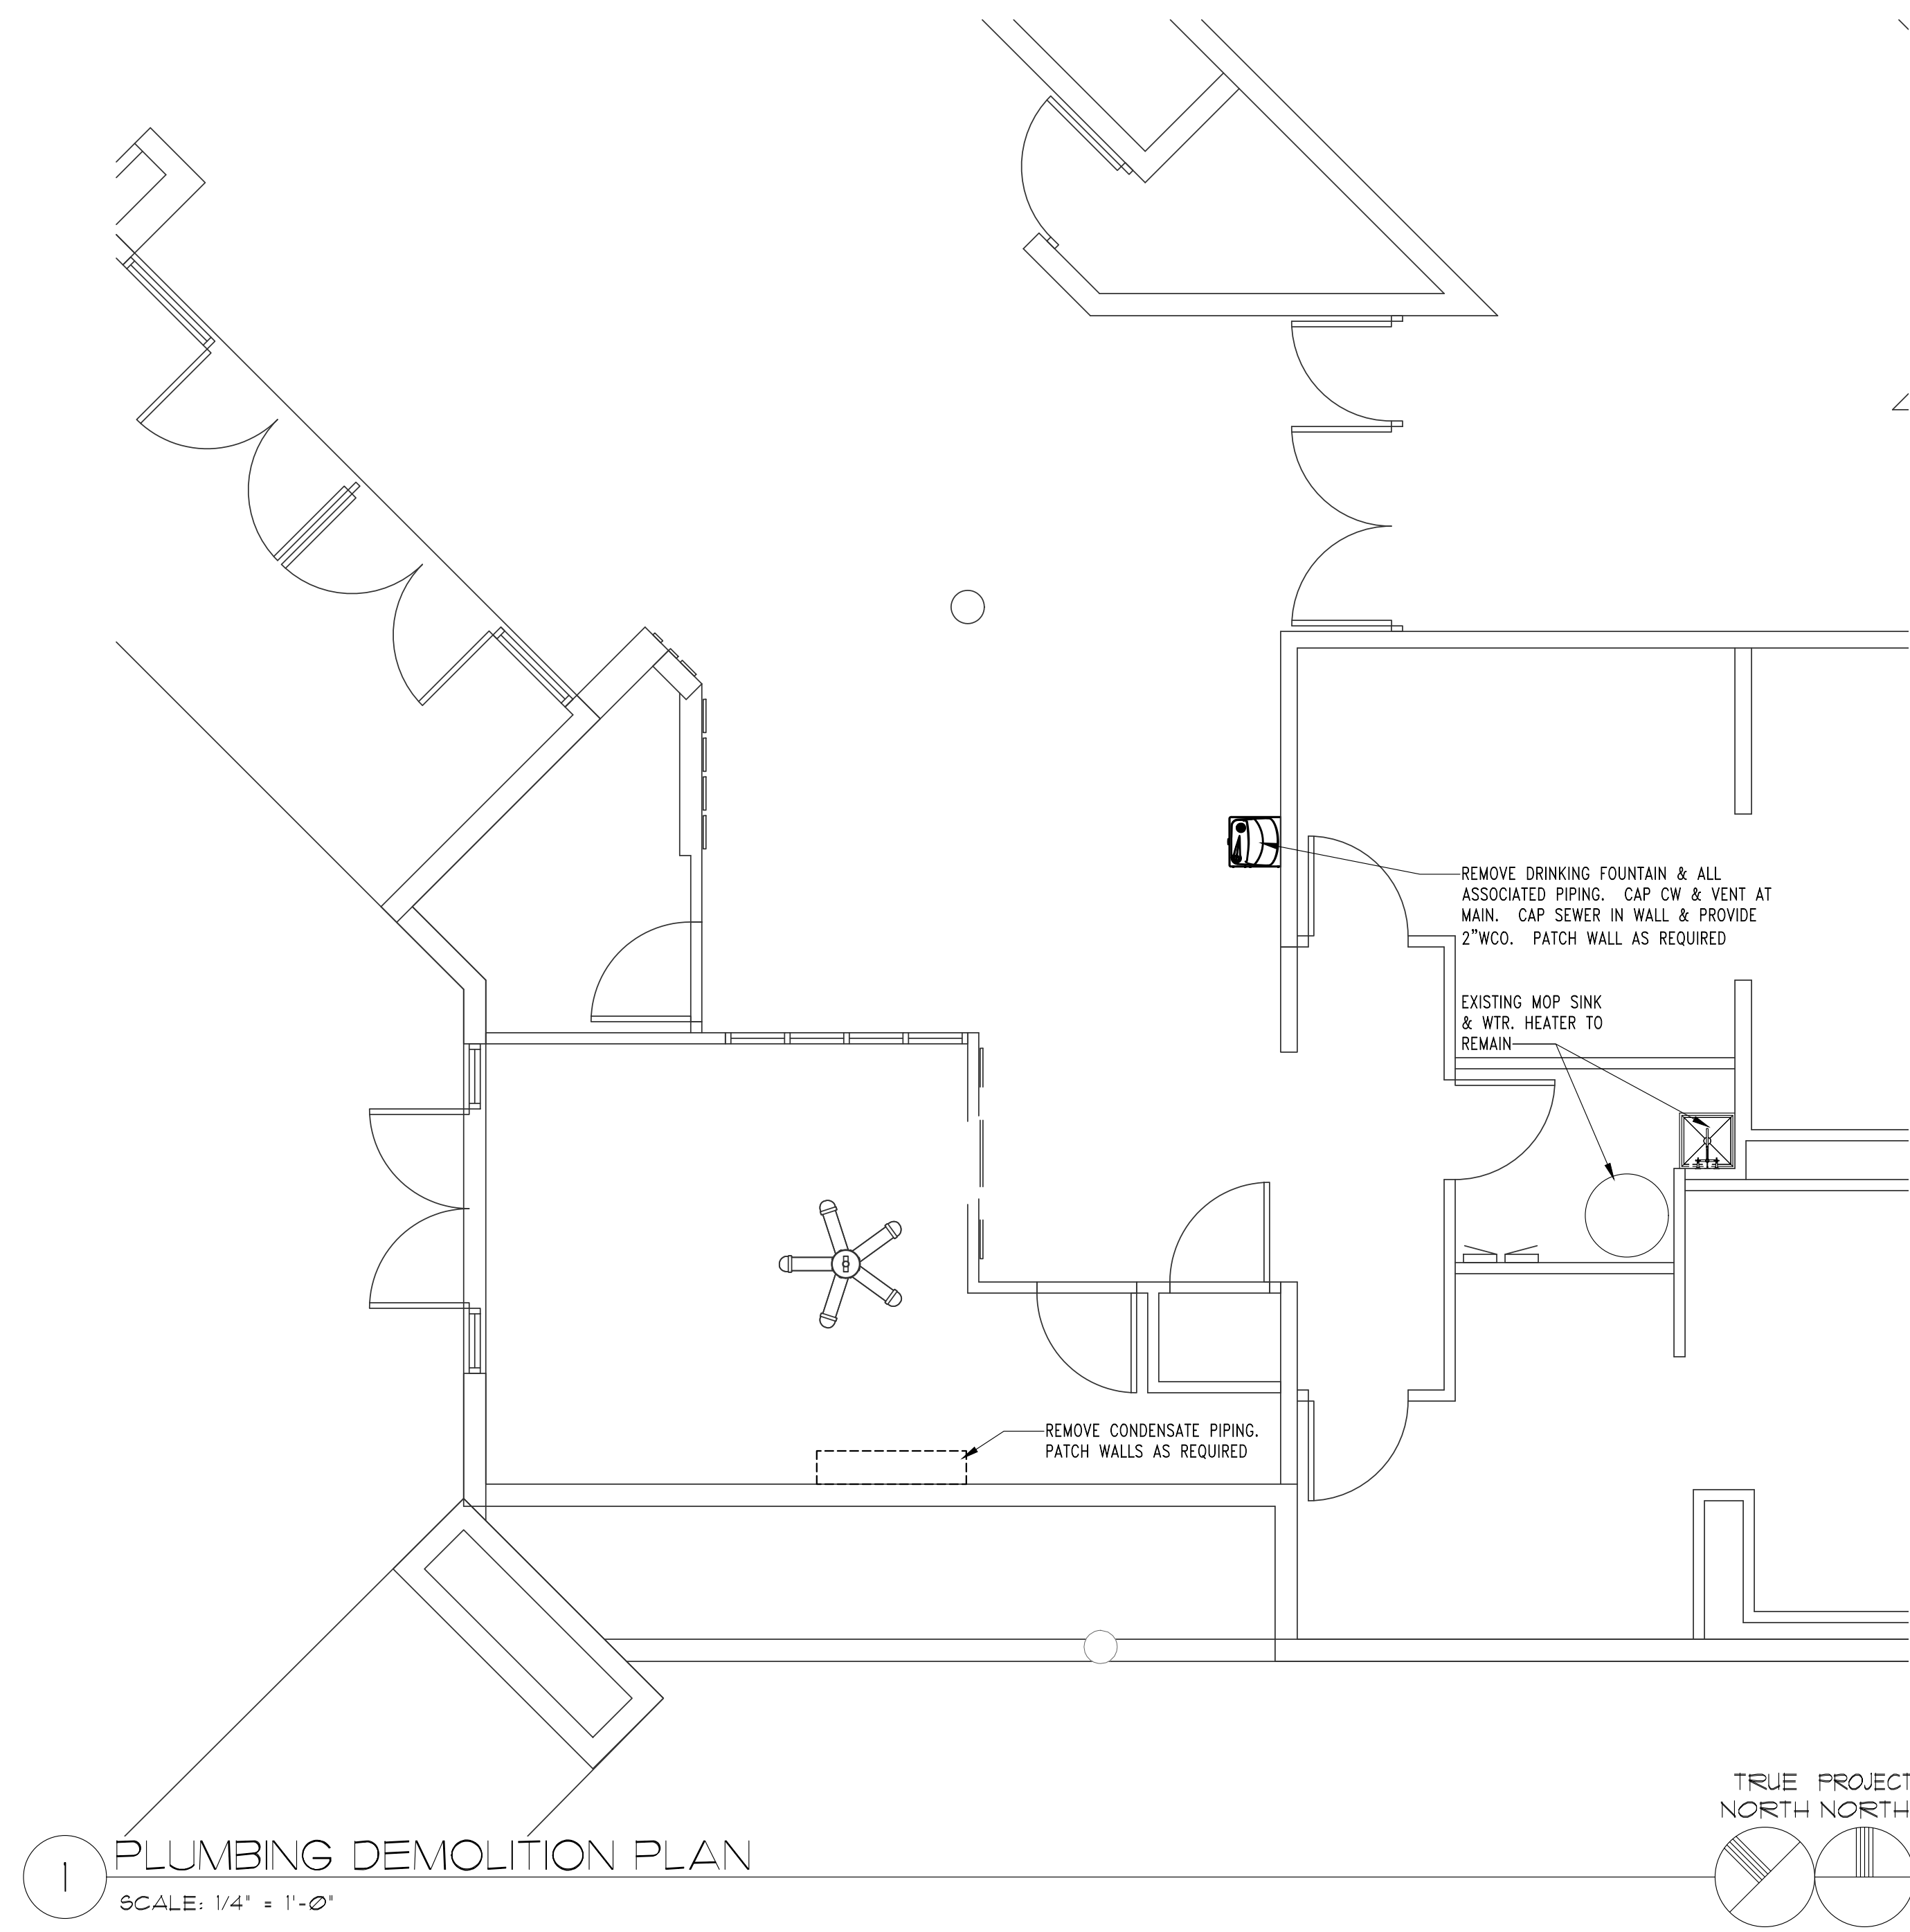 REMOVE DRINKING FOUNTAIN & ALL
ASSOCIATED PIPING. CAP CW & VENT AT
MAIN. CAP SEWER IN WALL & PROVIDE
2"WCO. PATCH WALL AS REQUIRED
EXISTING MOP SINK
& WTR. HEATER TO
REMAIN
REMOVE CONDENSATE PIPING.
PATCH WALLS AS REQUIRED
TRUE PROJECT
NORTH NORTH
1
PLUMBING DEMOLITION PLAN
SCALE: 1/4" = 1'-0"